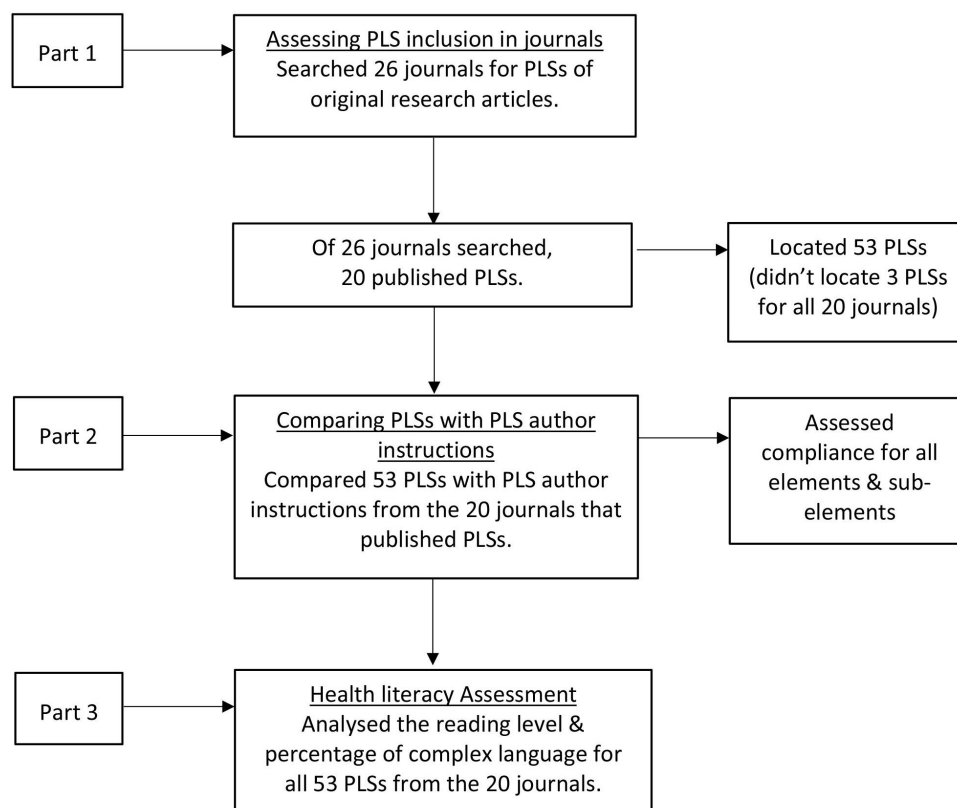 Part 1
Assessing PLS inclusion in journals
Searched 26 journals for PLSs of
original research articles.
Of 26 journals searched,
20 published PLSs.
Located 53 PLSs
(didn’t locate 3 PLSs
for all 20 journals)
Part 2
Comparing PLSs with PLS author
instructions
Compared 53 PLSs with PLS author
instructions from the 20 journals that
published PLSs.
Assessed
compliance for all
elements & sub-
elements
Part 3
Health literacy Assessment
Analysed the reading level &
percentage of complex language for
all 53 PLSs from the 20 journals.